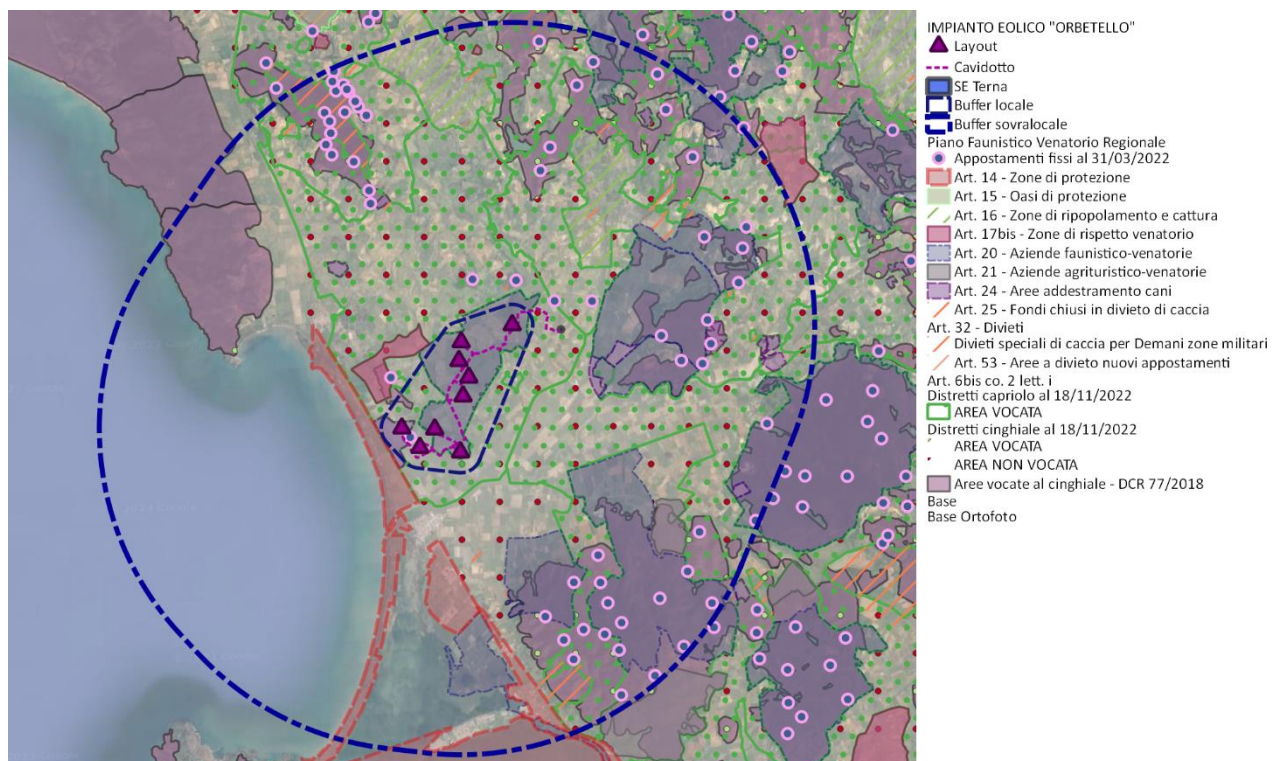 IMPIANTO EOLICO "ORBETELLO"
Layout
Cavidotto
SE Terna
Buffer locale
Buffer sovralocale
Piano Faunistico Venatorio Regionale
Appostamenti fissi al 31/03/2022
Art. 14 - Zone di protezione
Art. 15 - Oasi di protezione
Art. 16 - Zone di ripopolamento e cattura
Art. 17bis - Zone di rispetto venatorio
Art. 20 - Aziende faunistico-venatorie
Art. 21 - Aziende agrituristico-venatorie
Art. 24 - Aree addestramento cani
Art. 25 - Fondi chiusi in divieto di caccia
Art. 32 - Divieti
Divieti speciali di caccia per Demani zone militari
Art. 53 - Aree a divieto nuovi appostamenti
Art. 6bis co. 2 lett. i
Distretti capriolo al 18/11/2022
AREA VOCATA
Distretti cinghiale al 18/11/2022
AREA VOCATA
AREA NON VOCATA
Aree vocate al cinghiale - DCR 77/2018
Base
Base Ortofoto